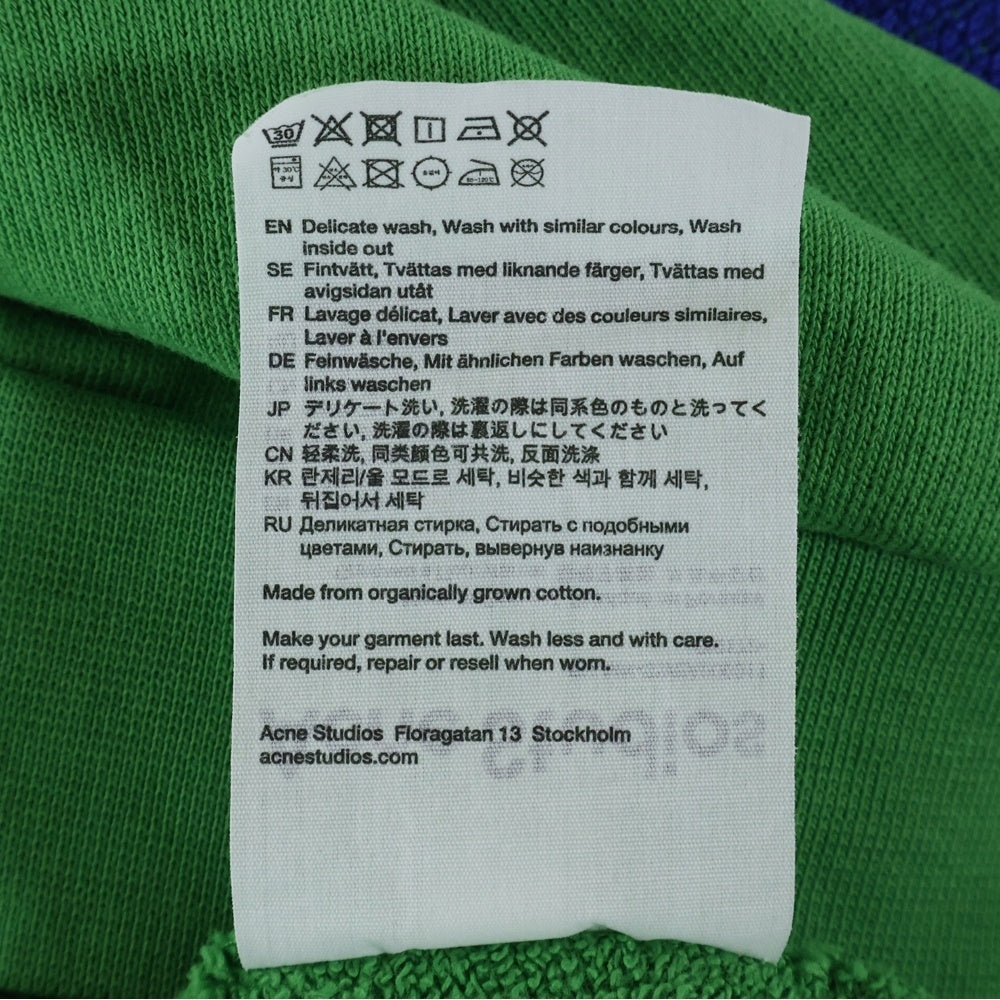 30
EN Delicate wash, Wash with similar colours, Wash
inside out
SE Fintvätt, Tvättas med liknande färger, Tvättas med
avigsidan utåt
FR Lavage délicat, Laver avec des couleurs similaires,
Laver à l'envers
DE Feinwäsche, Mit ähnlichen Farben waschen, Auf
links waschen
JP デリケート洗い, 洗濯の際は同系色のものと洗ってく
ださい, 洗濯の際は裏返しにしてください
CN 轻柔洗, 同类颜色可共洗, 反面洗涤
KR 란제리/울 모드로 세탁, 비슷한 색과 함께 세탁,
뒤집어서 세탁
RU Деликатная стирка, Стирать с подобными
цветами, Стирать, вывернув наизнанку
Made from organically grown cotton.
Make your garment last. Wash less and with care.
If required, repair or resell when worn.
Acne Studios Floragatan 13 Stockholm
acnestudios.com